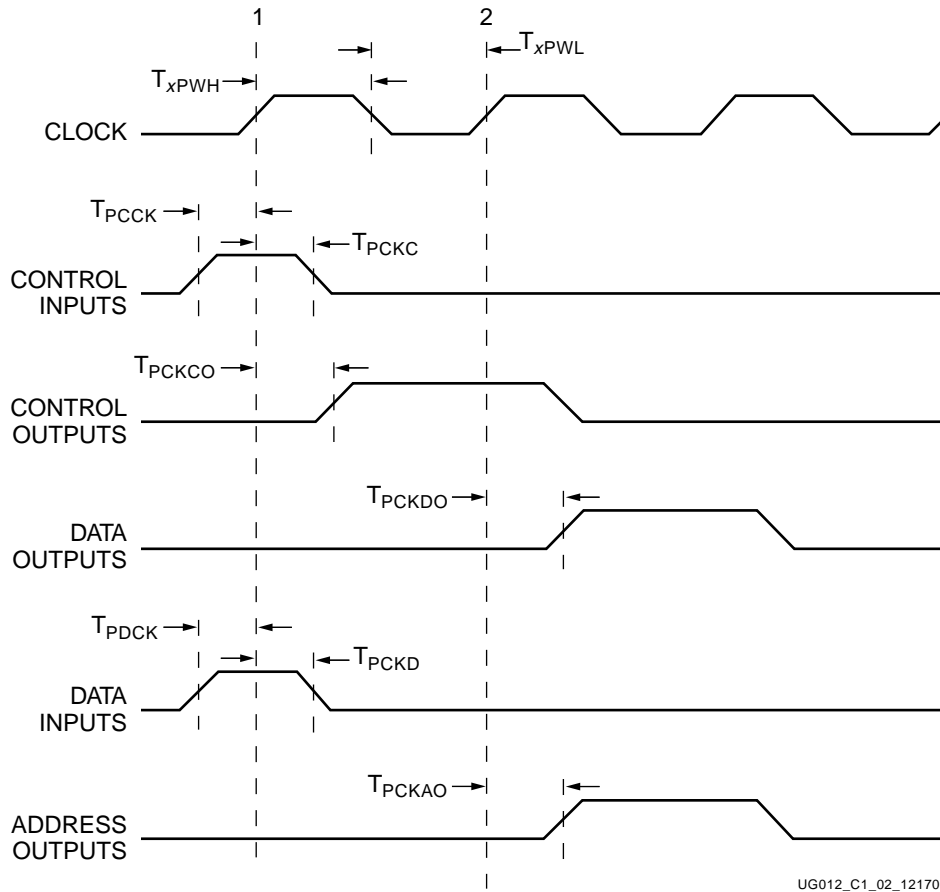 1
2
TxPWL
TxPWH
CLOCK
TPCCK
TPCKC
CONTROL
INPUTS
TPCKCO
CONTROL
OUTPUTS
TPCKDO
DATA
OUTPUTS
TPDCK
TPCKD
DATA
INPUTS
TPCKAO
ADDRESS
OUTPUTS
UG012_C1_02_12170